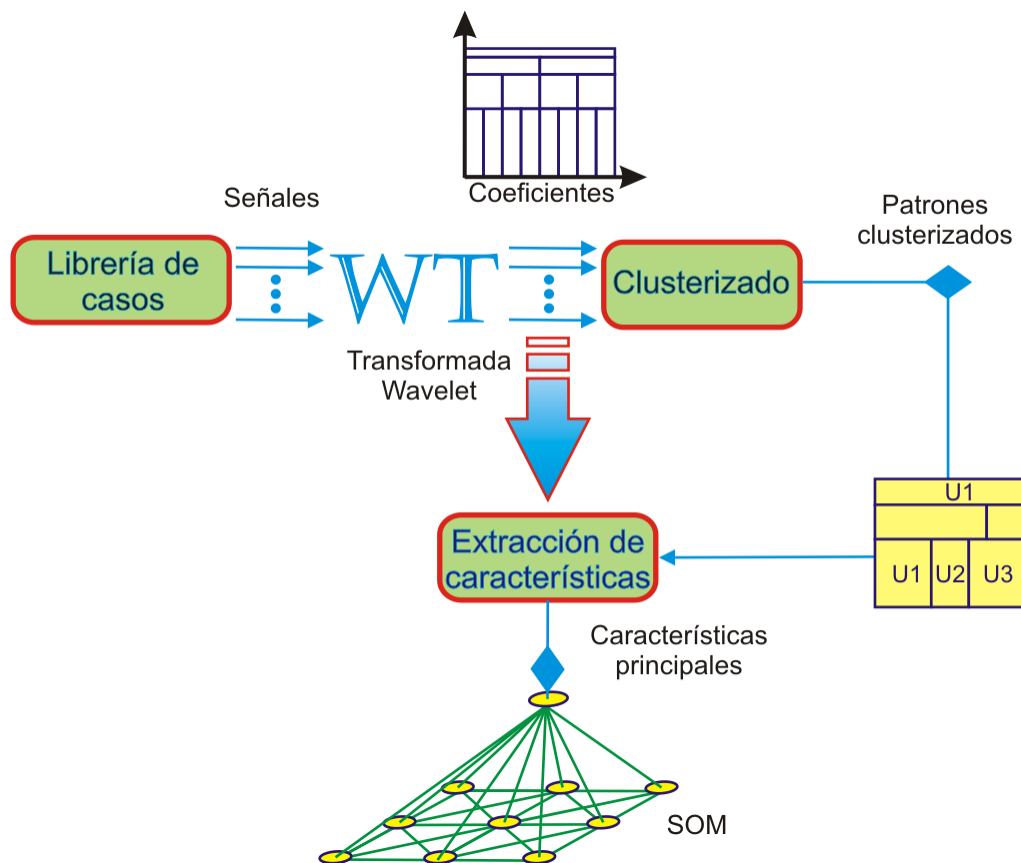 Coeficientes
Señales
Patrones
clusterizados
Librería de
casos
WT
Clusterizado
Transformada
Wavelet
U1
U1 U2 U3
Extracción de
características
Características
principales
SOM